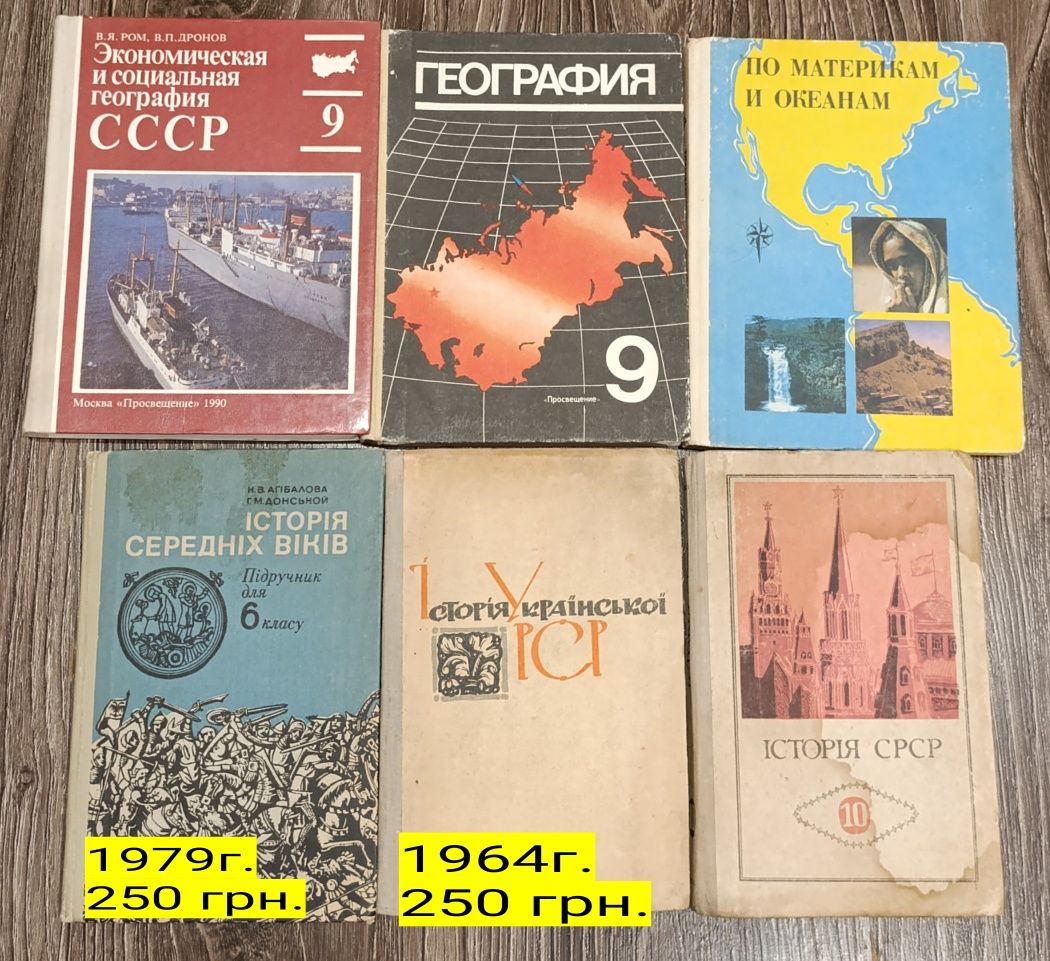 В.Я. РОМ, В.П. ДРОНОВ
Экономическая
и социальная
география
СССР
9
Москва «Просвещение» 1990
ГЕОГРАФИЯ
9
«Просвещение»
ПО МАТЕРИКАМ
И ОКЕАНАМ
Н.В. АГІБАЛОВА
Г.М. ДОНСЬКОЙ
ІСТОРІЯ
СЕРЕДНІХ ВІКІВ
Підручник
для
6 класу
1979г.
250 грн.
Історія Української
РСР
1964г.
250 грн.
ІСТОРІЯ СРСР
10